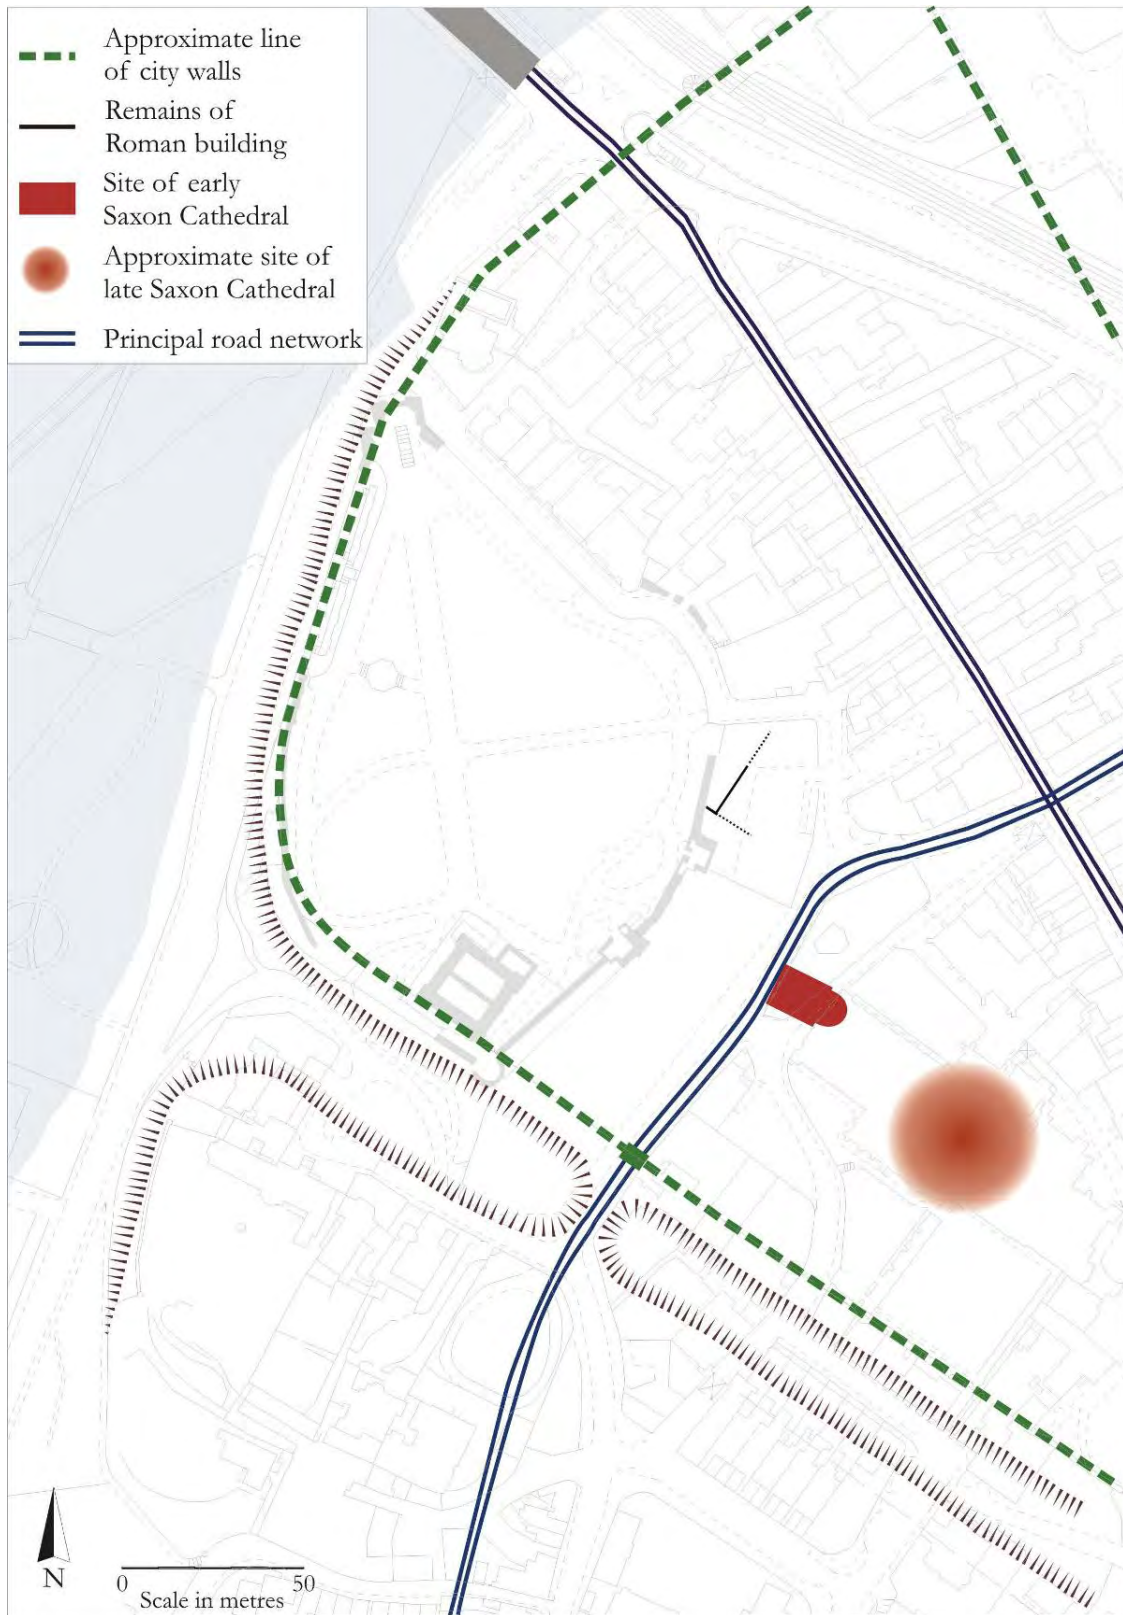 Approximate line
of city walls
Remains of
Roman building
Site of early
Saxon Cathedral
Approximate site of
late Saxon Cathedral
Principal road network
N
0 50
Scale in metres